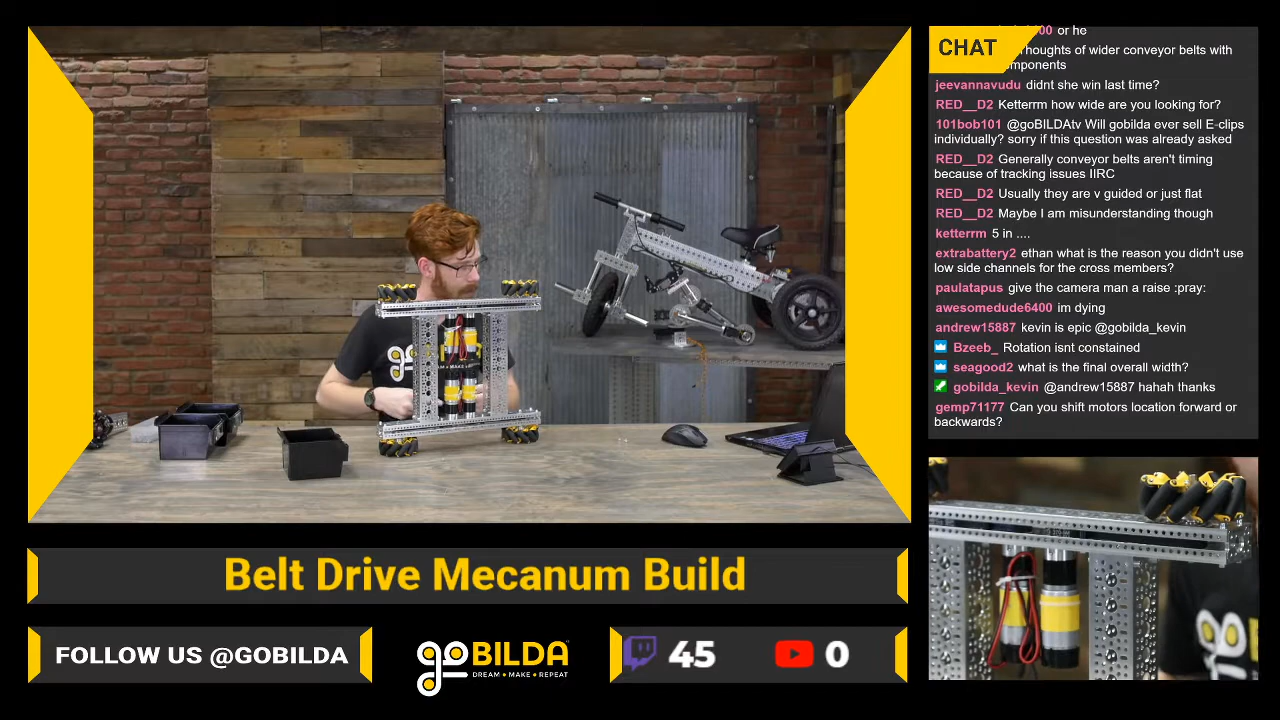 CHAT
or he
Thoughts of wider conveyor belts with
jeevannavudu didnt she win last time?
RED__D2 Ketterrm how wide are you looking for?
101bob101 @goBILDAtv Will gobilda ever sell E-clips
individually? sorry if this question was already asked
RED__D2 Generally conveyor belts aren't timing
because of tracking issues IIRC
RED__D2 Usually they are v guided or just flat
RED__D2 Maybe I am misunderstanding though
ketterrm 5 in ....
extrabattery2 ethan what is the reason you didn't use
low side channels for the cross members?
paulatapus give the camera man a raise :pray:
awesomedude6400 im dying
andrew15887 kevin is epic @gobilda_kevin
Bzeeb_ Rotation isnt constained
seagood2 what is the final overall width?
gobilda_kevin @andrew15887 hahah thanks
gemp71177 Can you shift motors location forward or
backwards?
Belt Drive Mecanum Build
FOLLOW US @GOBILDA
goBILDA
DREAM • MAKE • REPEAT
45
0